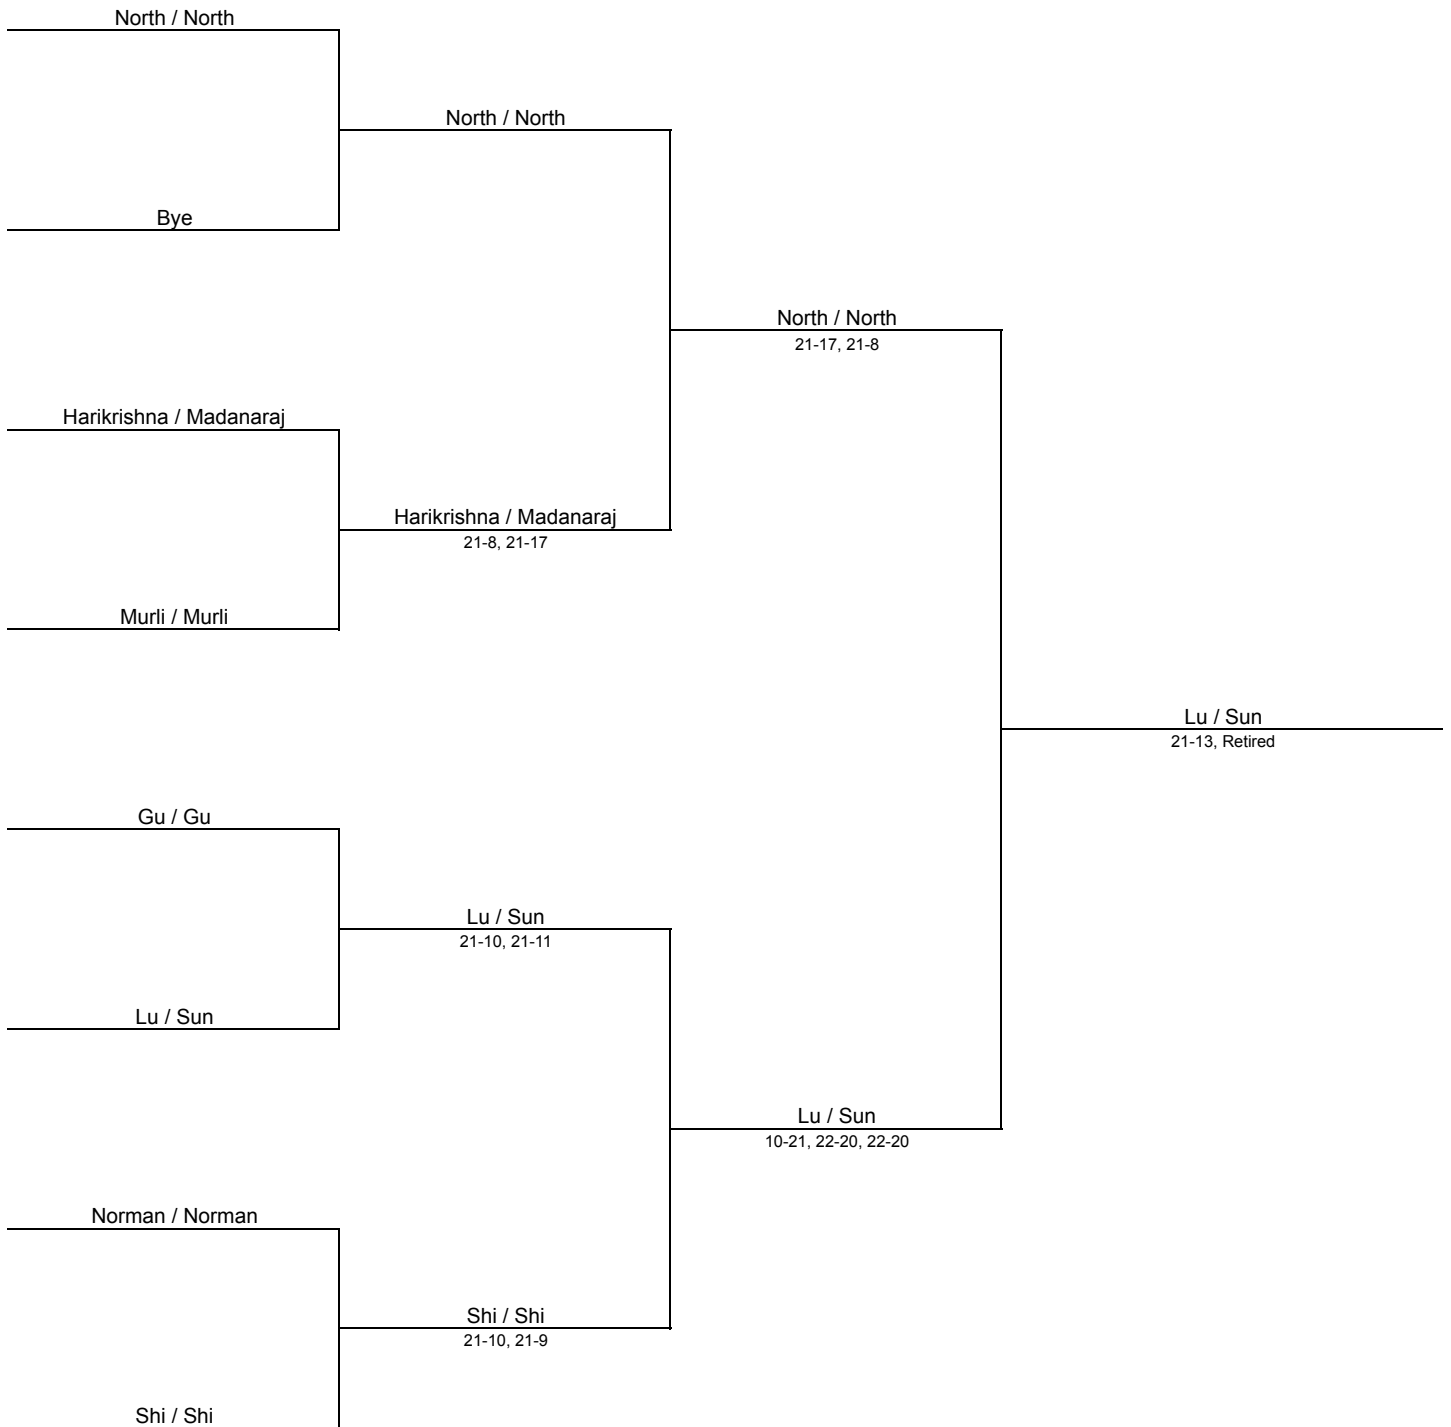 North / North
North / North
Bye
North / North
21-17, 21-8
Harikrishna / Madanaraj
Harikrishna / Madanaraj
21-8, 21-17
Murli / Murli
Lu / Sun
21-13, Retired
Gu / Gu
Lu / Sun
21-10, 21-11
Lu / Sun
Lu / Sun
10-21, 22-20, 22-20
Norman / Norman
Shi / Shi
21-10, 21-9
Shi / Shi